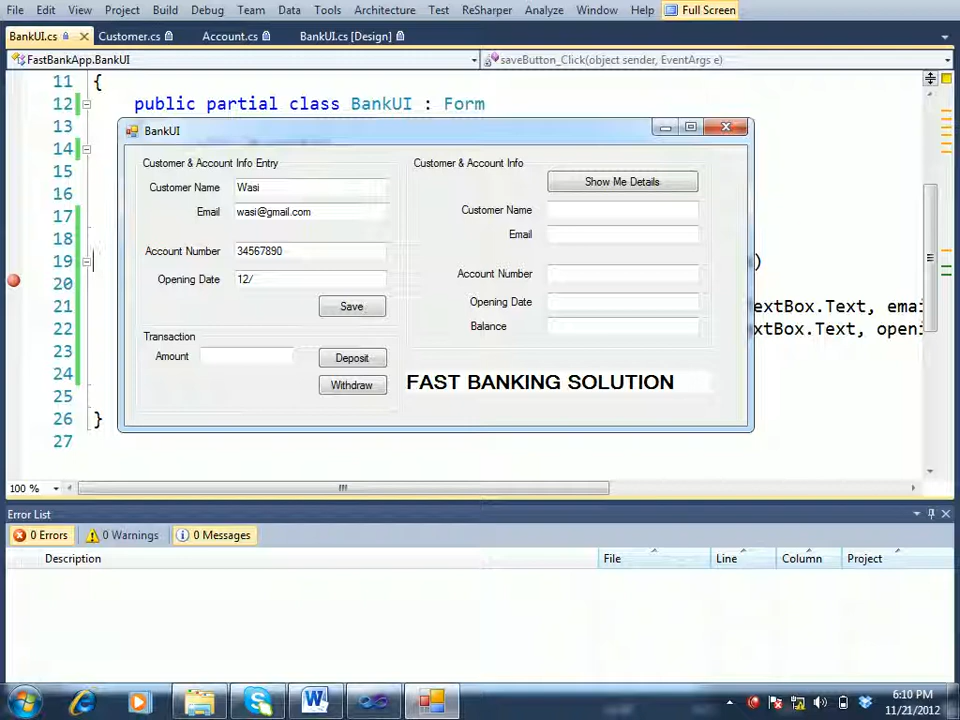 File Edit View Project Build Debug Team Data Tools Architecture Test ReSharper Analyze Window Help Full Screen
BankUI.cs Customer.cs Account.cs BankUI.cs [Design]
FastBankApp.BankUI saveButton_Click(object sender, EventArgs e)
11 {
12 public partial class BankUI : Form
13
14
15
16
17
18
19 )
20
21 extBox.Text, emai
22 xtBox.Text, openi
23
24
25
26 }
27
BankUI
Customer & Account Info Entry
Customer Name Wasi
Email wasi@gmail.com
Account Number 34567890
Opening Date 12/
Save
Transaction
Amount Deposit
Withdraw
Customer & Account Info
Show Me Details
Customer Name
Email
Account Number
Opening Date
Balance
FAST BANKING SOLUTION
100 %
Error List
0 Errors 0 Warnings 0 Messages
Description File Line Column Project
6:10 PM
11/21/2012